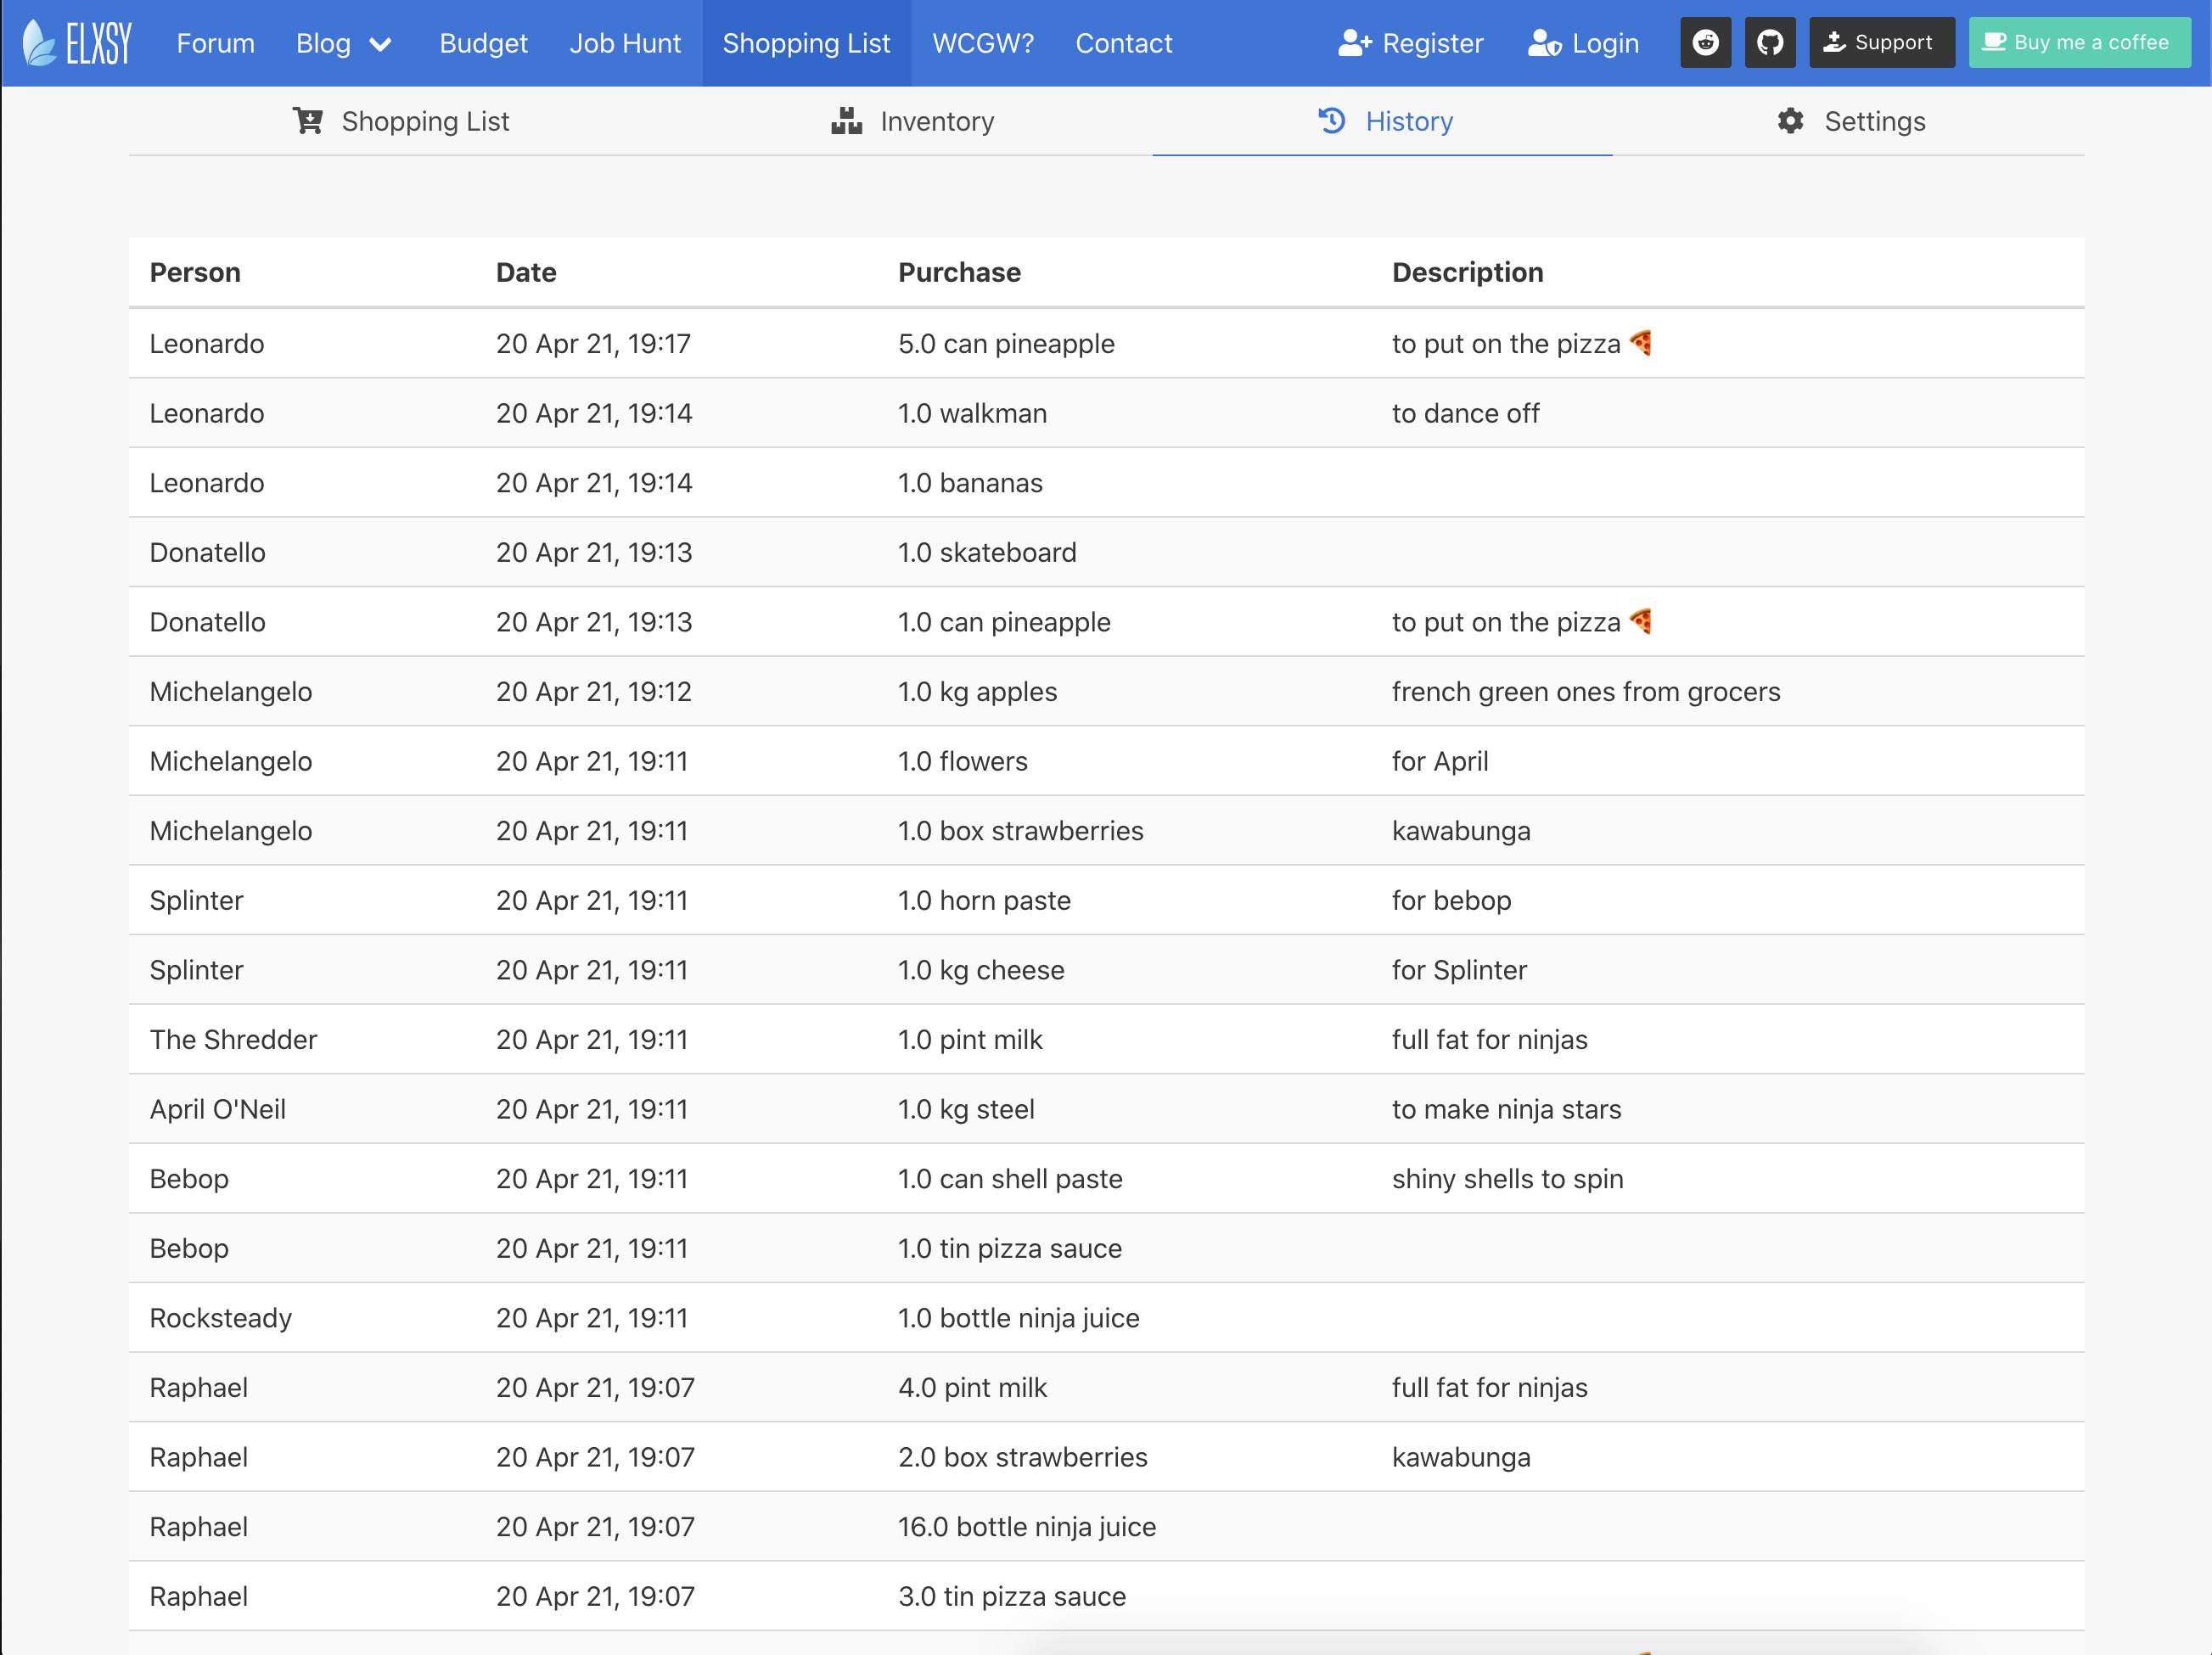 ELXSY Forum Blog Budget Job Hunt Shopping List WCGW? Contact Register Login Support Buy me a coffee
Shopping List Inventory History Settings
Person Date Purchase Description
Leonardo 20 Apr 21, 19:17 5.0 can pineapple to put on the pizza 🍕
Leonardo 20 Apr 21, 19:14 1.0 walkman to dance off
Leonardo 20 Apr 21, 19:14 1.0 bananas
Donatello 20 Apr 21, 19:13 1.0 skateboard
Donatello 20 Apr 21, 19:13 1.0 can pineapple to put on the pizza 🍕
Michelangelo 20 Apr 21, 19:12 1.0 kg apples french green ones from grocers
Michelangelo 20 Apr 21, 19:11 1.0 flowers for April
Michelangelo 20 Apr 21, 19:11 1.0 box strawberries kawabunga
Splinter 20 Apr 21, 19:11 1.0 horn paste for bebop
Splinter 20 Apr 21, 19:11 1.0 kg cheese for Splinter
The Shredder 20 Apr 21, 19:11 1.0 pint milk full fat for ninjas
April O'Neil 20 Apr 21, 19:11 1.0 kg steel to make ninja stars
Bebop 20 Apr 21, 19:11 1.0 can shell paste shiny shells to spin
Bebop 20 Apr 21, 19:11 1.0 tin pizza sauce
Rocksteady 20 Apr 21, 19:11 1.0 bottle ninja juice
Raphael 20 Apr 21, 19:07 4.0 pint milk full fat for ninjas
Raphael 20 Apr 21, 19:07 2.0 box strawberries kawabunga
Raphael 20 Apr 21, 19:07 16.0 bottle ninja juice
Raphael 20 Apr 21, 19:07 3.0 tin pizza sauce